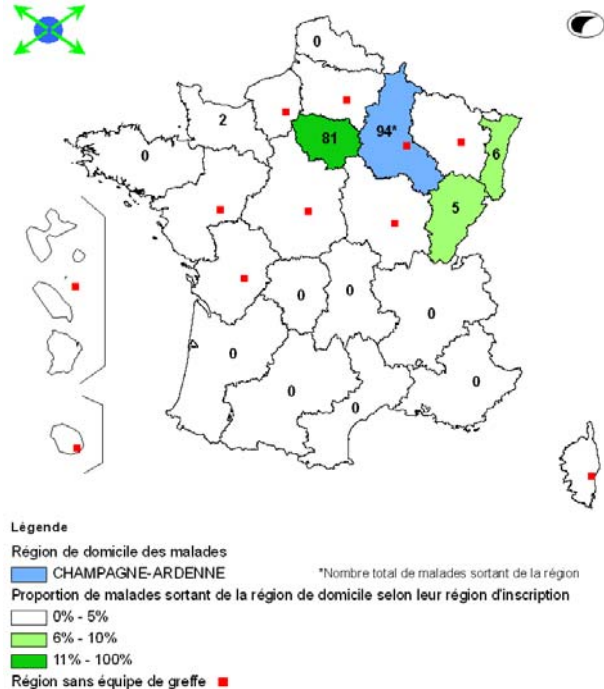 0
2
81
94*
6
0
5
0
0
0
0
0
0
0
Légende
Région de domicile des malades
CHAMPAGNE-ARDENNE *Nombre total de malades sortant de la région
Proportion de malades sortant de la région de domicile selon leur région d'inscription
0% - 5%
6% - 10%
11% - 100%
Région sans équipe de greffe